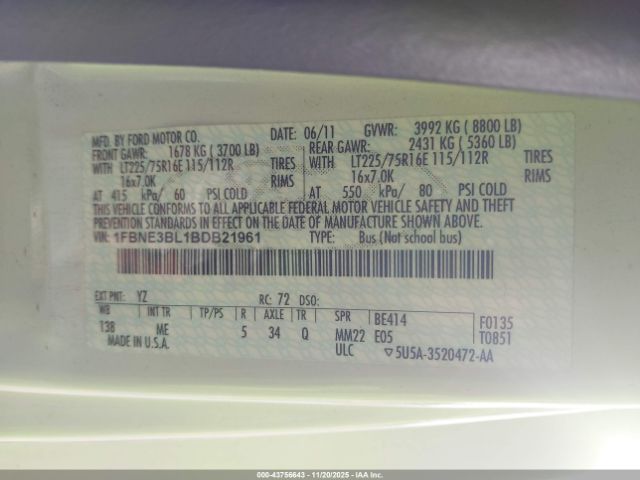 MFD. BY FORD MOTOR CO. DATE: 06/11 GVWR: 3992 KG ( 8800 LB)
FRONT GAWR: 1678 KG ( 3700 LB) REAR GAWR: 2431 KG ( 5360 LB)
WITH LT225/75R16E 115/112R TIRES WITH LT225/75R16E 115/112R TIRES
16x7.0K RIMS 16x7.0K RIMS
AT 415 kPa/ 60 PSI COLD AT 550 kPa/ 80 PSI COLD
THIS VEHICLE CONFORMS TO ALL APPLICABLE FEDERAL MOTOR VEHICLE SAFETY AND THEFT
PREVENTION STANDARDS IN EFFECT ON THE DATE OF MANUFACTURE SHOWN ABOVE.
VIN: 1FBNE3BL1BDB21961 TYPE: Bus (Not school bus)
EXT PNT: YZ RC: 72 DSO:
WB INT TR TP/PS R AXLE TR SPR BE414 F0135
138 ME 5 34 Q MM22 E05 T0851
MADE IN U.S.A. ULC ▽5U5A-3520472-AA
000-43756643 - 11/20/2025 - IAAI, Inc.